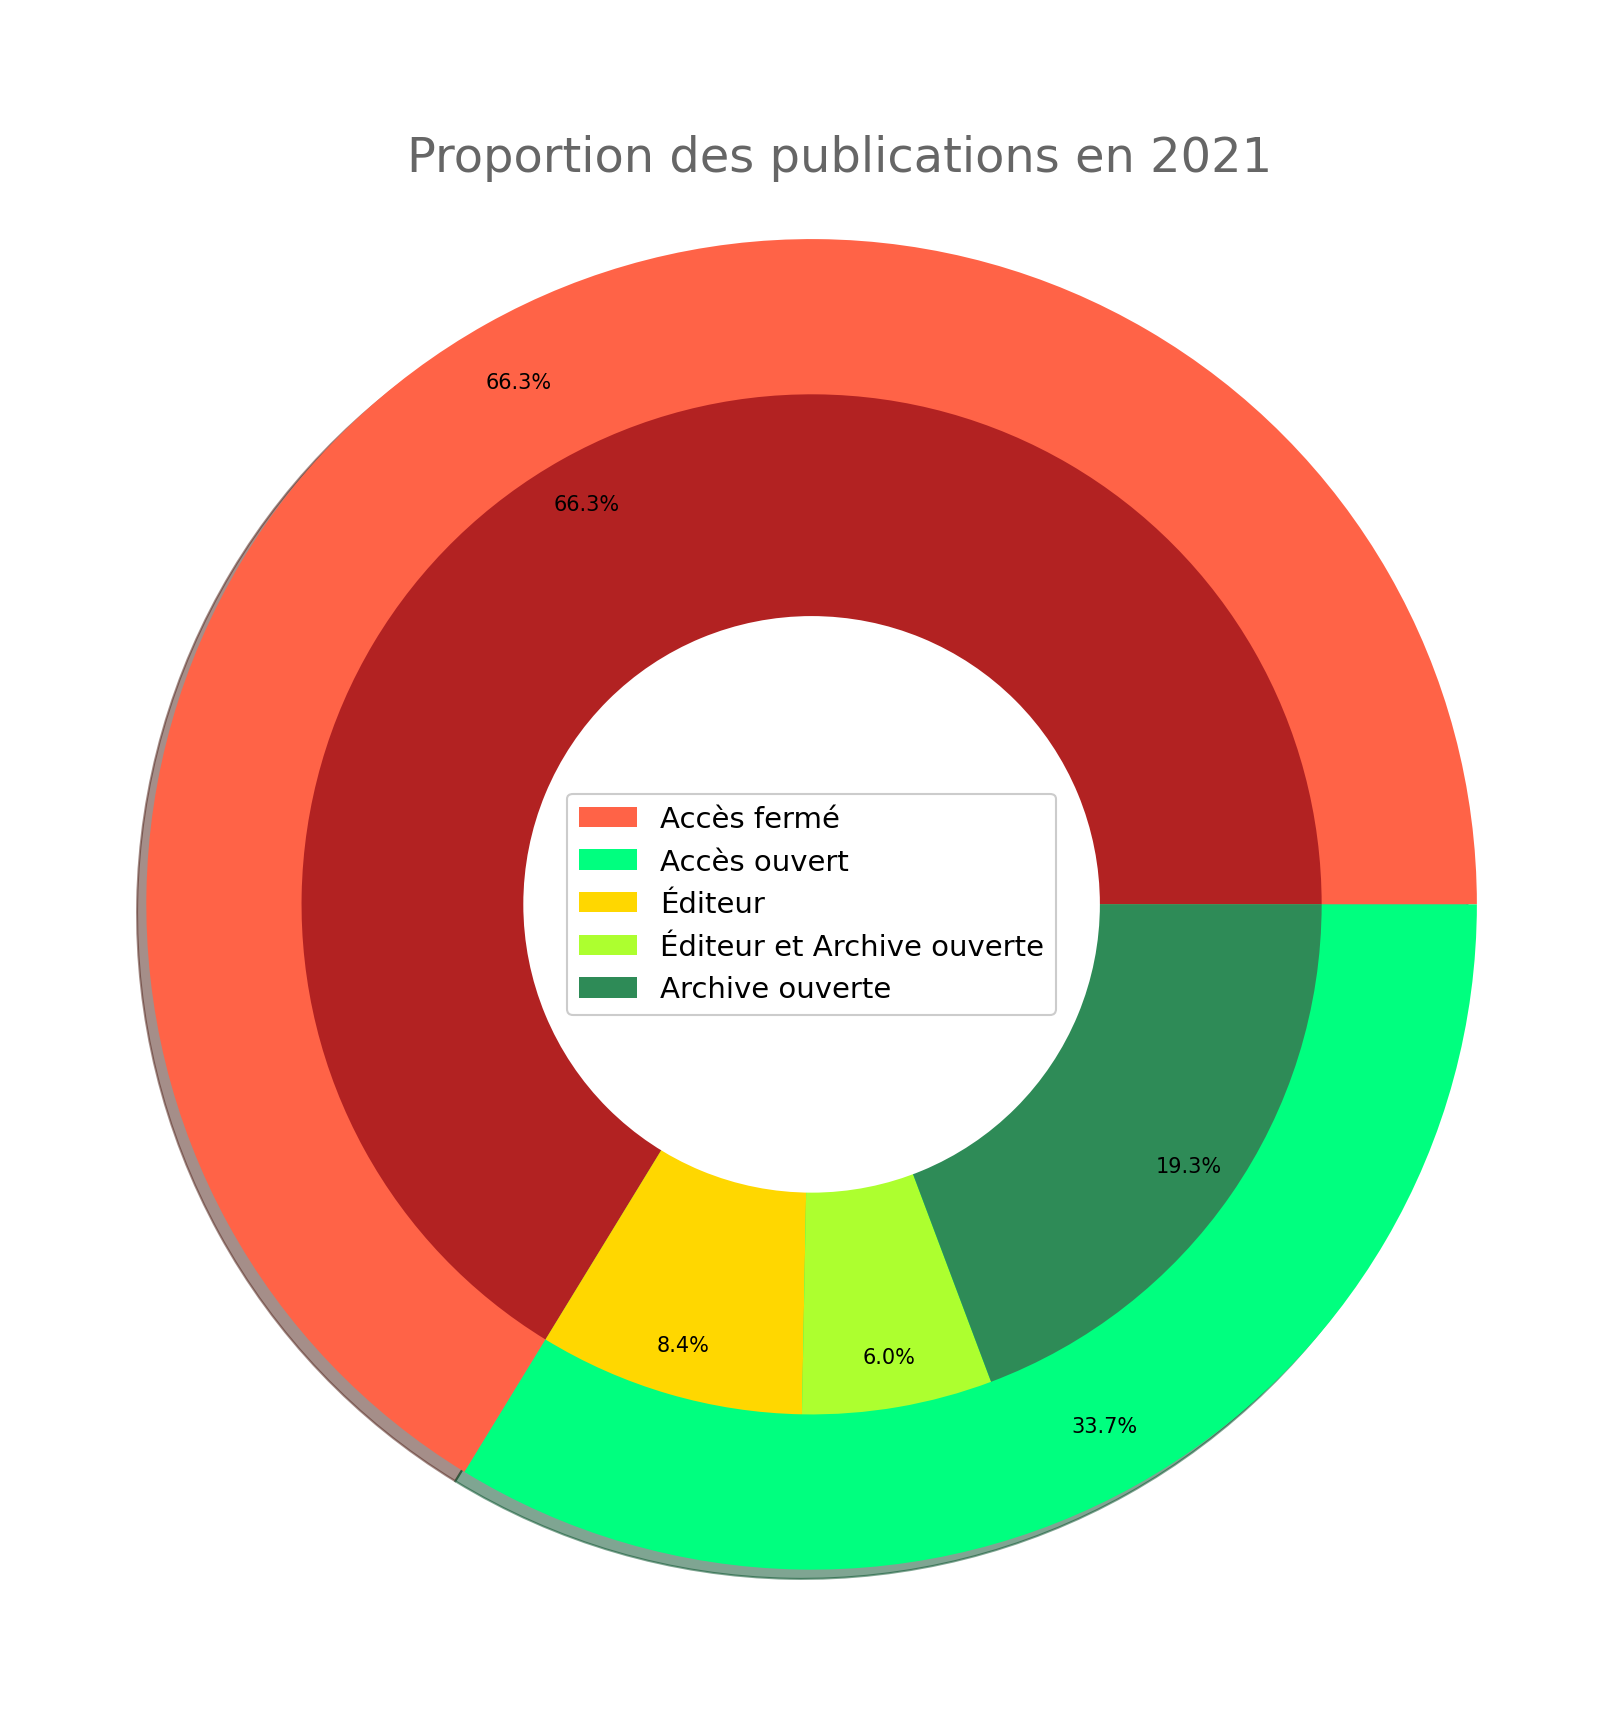 Proportion des publications en 2021
66.3%
66.3%
Accès fermé
Accès ouvert
Éditeur
Éditeur et Archive ouverte
Archive ouverte
19.3%
8.4%
6.0%
33.7%